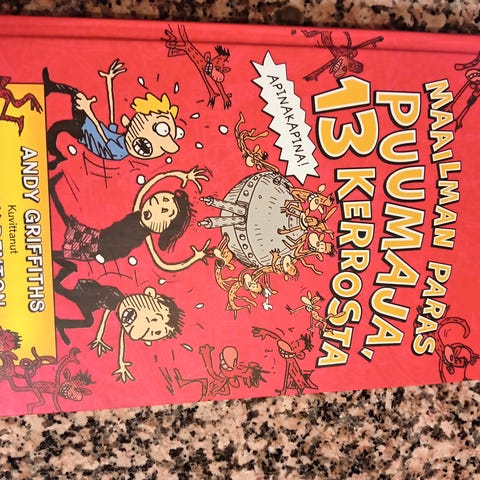 MAAILMAN PARAS
PUUMAJA,
13 KERROSTA
APINAKAPINA!
ANDY GRIFFITHS
Kuvittanut